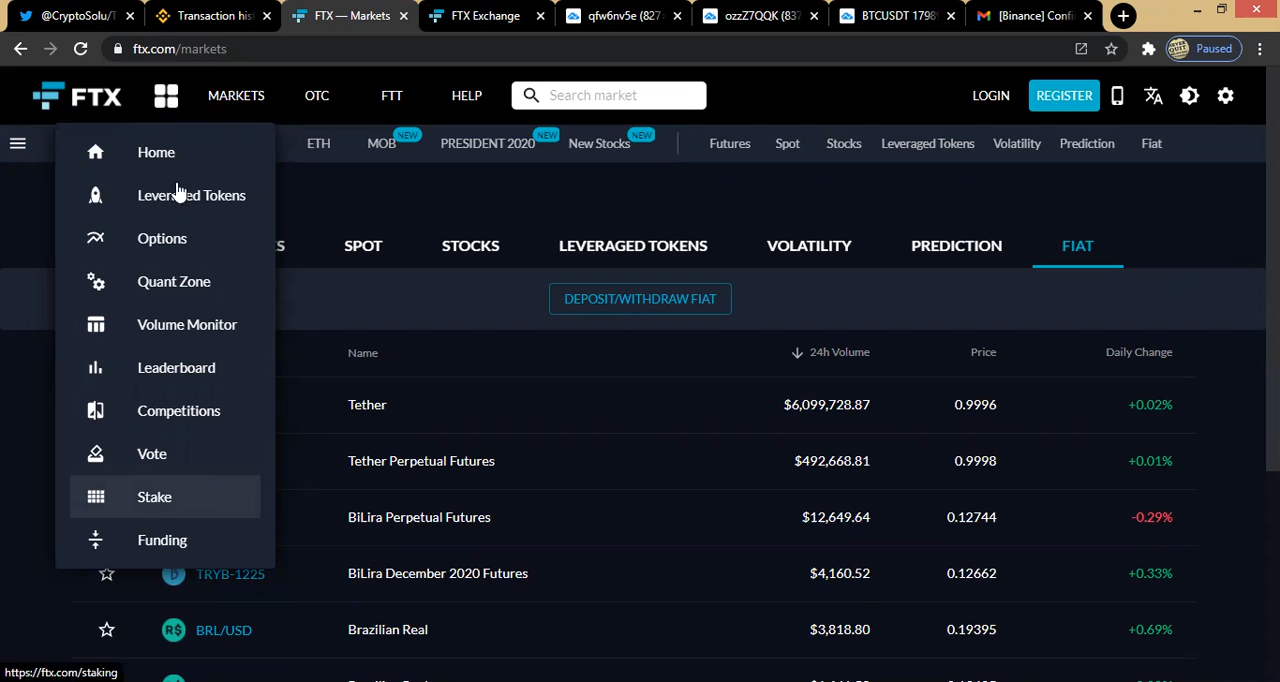 @CryptoSolu/T
Transaction his
FTX — Markets
FTX Exchange
qfw6nv5e (827
ozzZ7QQK (837
BTCUSDT 1798
[Binance] Confi
ftx.com/markets
Paused
FTX
MARKETS
OTC
FTT
HELP
Search market
LOGIN
REGISTER
ETH
MOB NEW
PRESIDENT 2020 NEW
New Stocks NEW
Futures
Spot
Stocks
Leveraged Tokens
Volatility
Prediction
Fiat
Home
Leveraged Tokens
Options
Quant Zone
Volume Monitor
Leaderboard
Competitions
Vote
Stake
Funding
S
SPOT
STOCKS
LEVERAGED TOKENS
VOLATILITY
PREDICTION
FIAT
DEPOSIT/WITHDRAW FIAT
Name 24h Volume Price Daily Change
Tether $6,099,728.87 0.9996 +0.02%
Tether Perpetual Futures $492,668.81 0.9998 +0.01%
BiLira Perpetual Futures $12,649.64 0.12744 -0.29%
TRYB-1225 BiLira December 2020 Futures $4,160.52 0.12662 +0.33%
R$ BRL/USD Brazilian Real $3,818.80 0.19395 +0.69%
https://ftx.com/staking